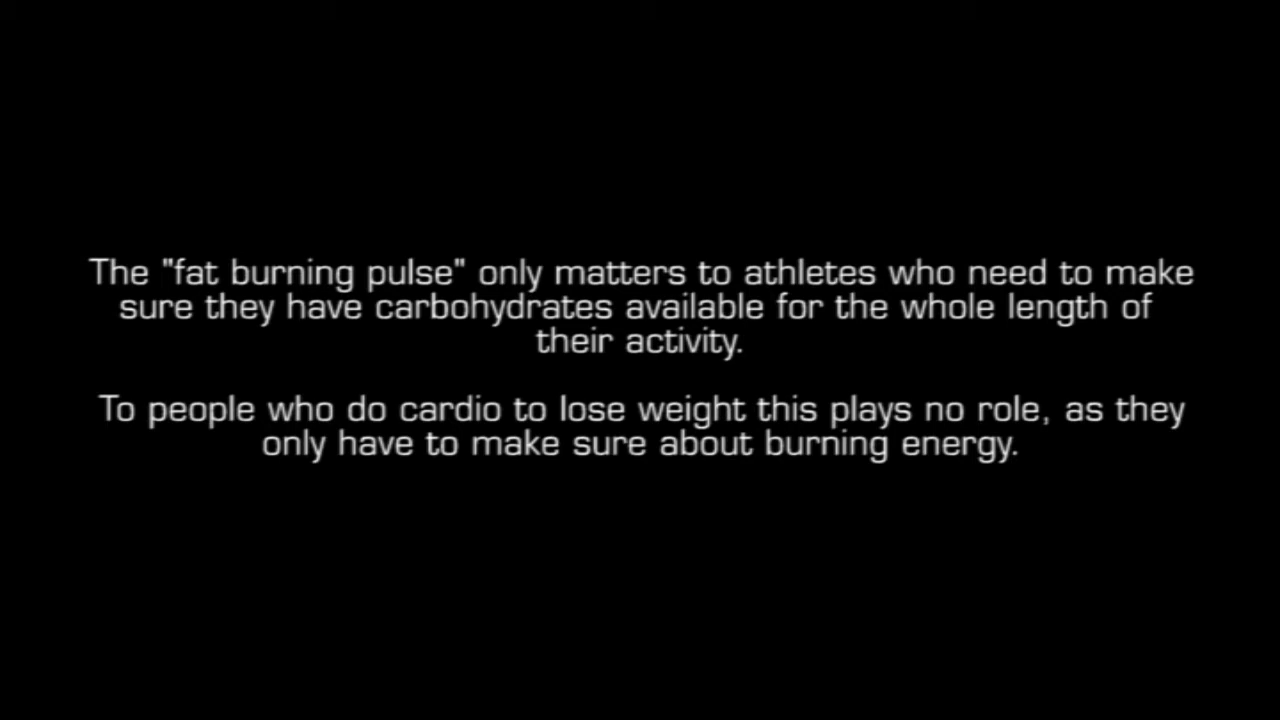 The "fat burning pulse" only matters to athletes who need to make
sure they have carbohydrates available for the whole length of
their activity.
To people who do cardio to lose weight this plays no role, as they
only have to make sure about burning energy.